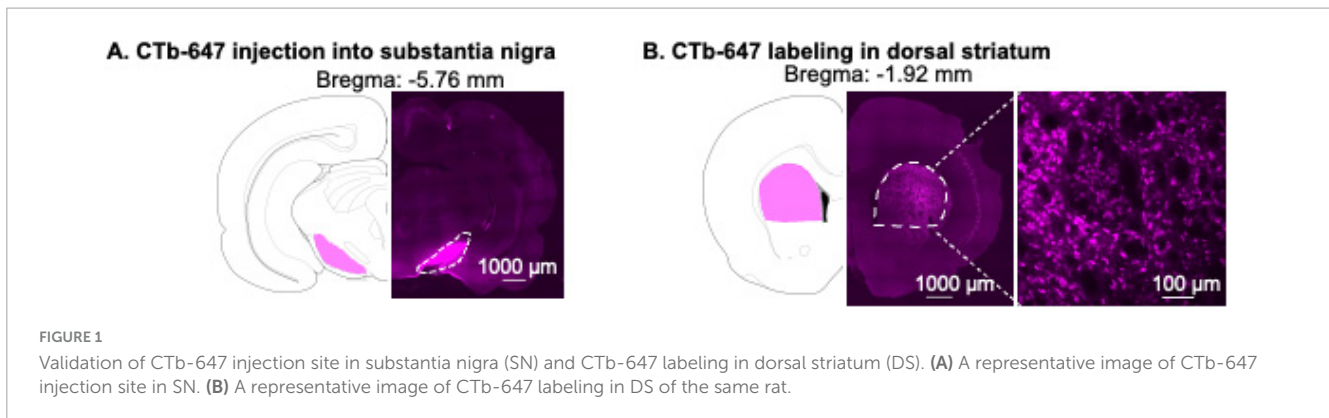 A. CTb-647 injection into substantia nigra
Bregma: -5.76 mm
1000 µm
B. CTb-647 labeling in dorsal striatum
Bregma: -1.92 mm
1000 µm
100 µm
FIGURE 1
Validation of CTb-647 injection site in substantia nigra (SN) and CTb-647 labeling in dorsal striatum (DS). (A) A representative image of CTb-647
injection site in SN. (B) A representative image of CTb-647 labeling in DS of the same rat.